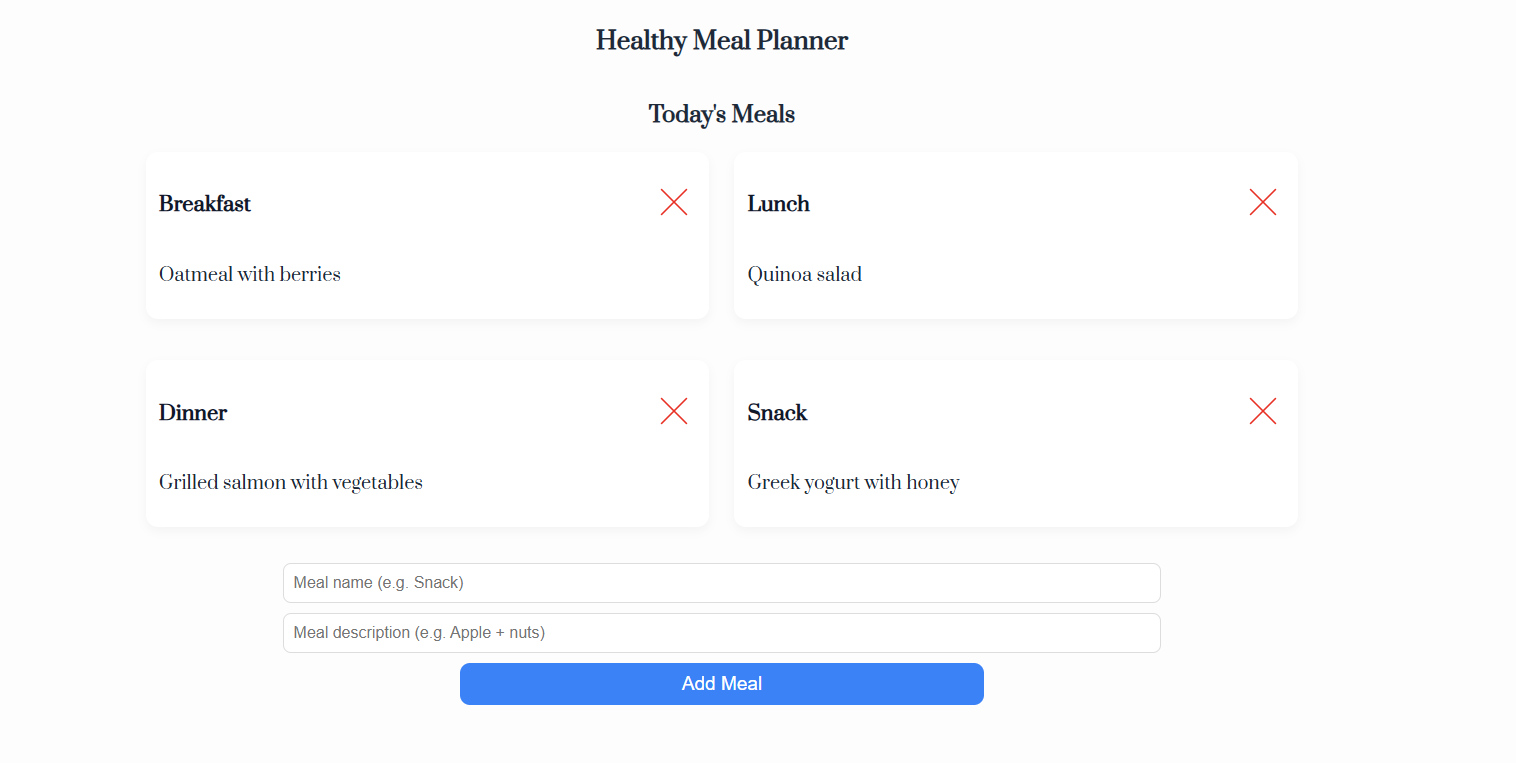 Healthy Meal Planner
Today's Meals
Breakfast
Oatmeal with berries
Lunch
Quinoa salad
Dinner
Grilled salmon with vegetables
Snack
Greek yogurt with honey
Meal name (e.g. Snack)
Meal description (e.g. Apple + nuts)
Add Meal